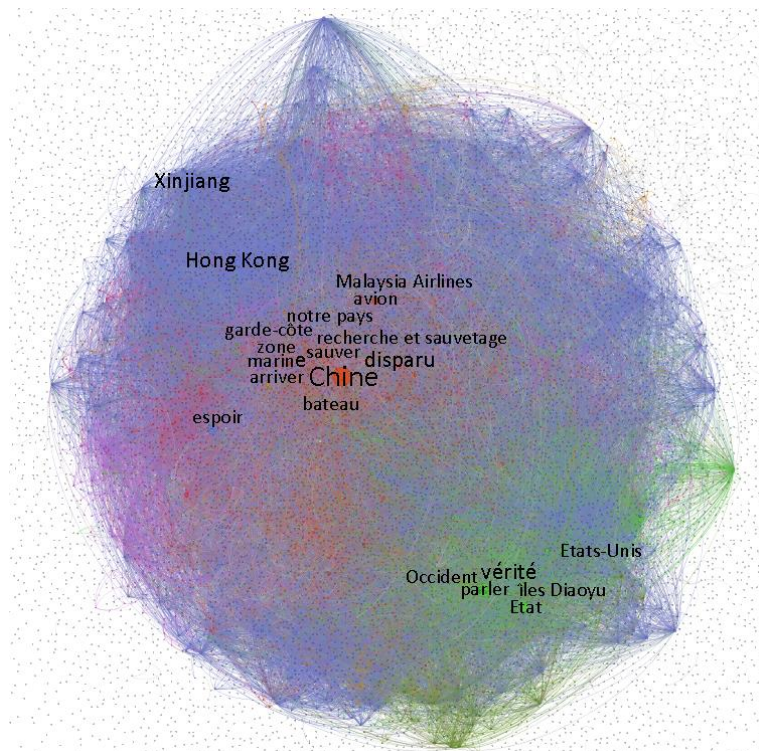 Xinjiang
Hong Kong
Malaysia Airlines
avion
notre pays
garde-côte
recherche et sauvetage
zone
sauver
marine
disparu
arriver
Chine
bateau
espoir
Etats-Unis
Occident
vérité
parler
îles Diaoyu
Etat